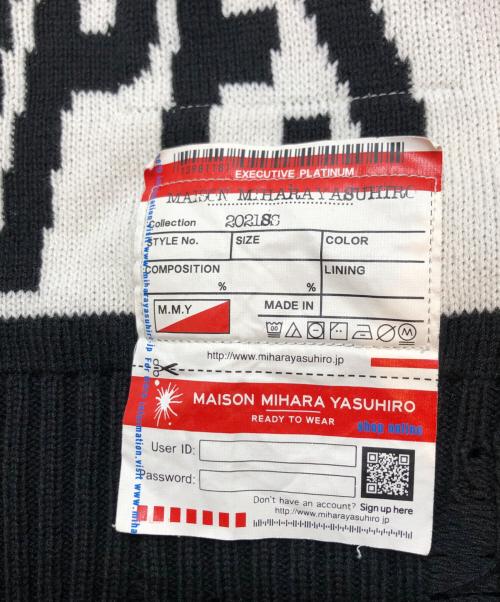 EXECUTIVE PLATINUM
MAISON MIHARAYASUHIRO
Collection 2021SS
STYLE No. SIZE COLOR
COMPOSITION LINING
% %
M.M.Y MADE IN
http://www.miharayasuhiro.jp
clip
MAISON MIHARA YASUHIRO
READY TO WEAR
shop online
User ID:
Password:
Don't have an account? Sign up here
http://www.miharayasuhiro.jp